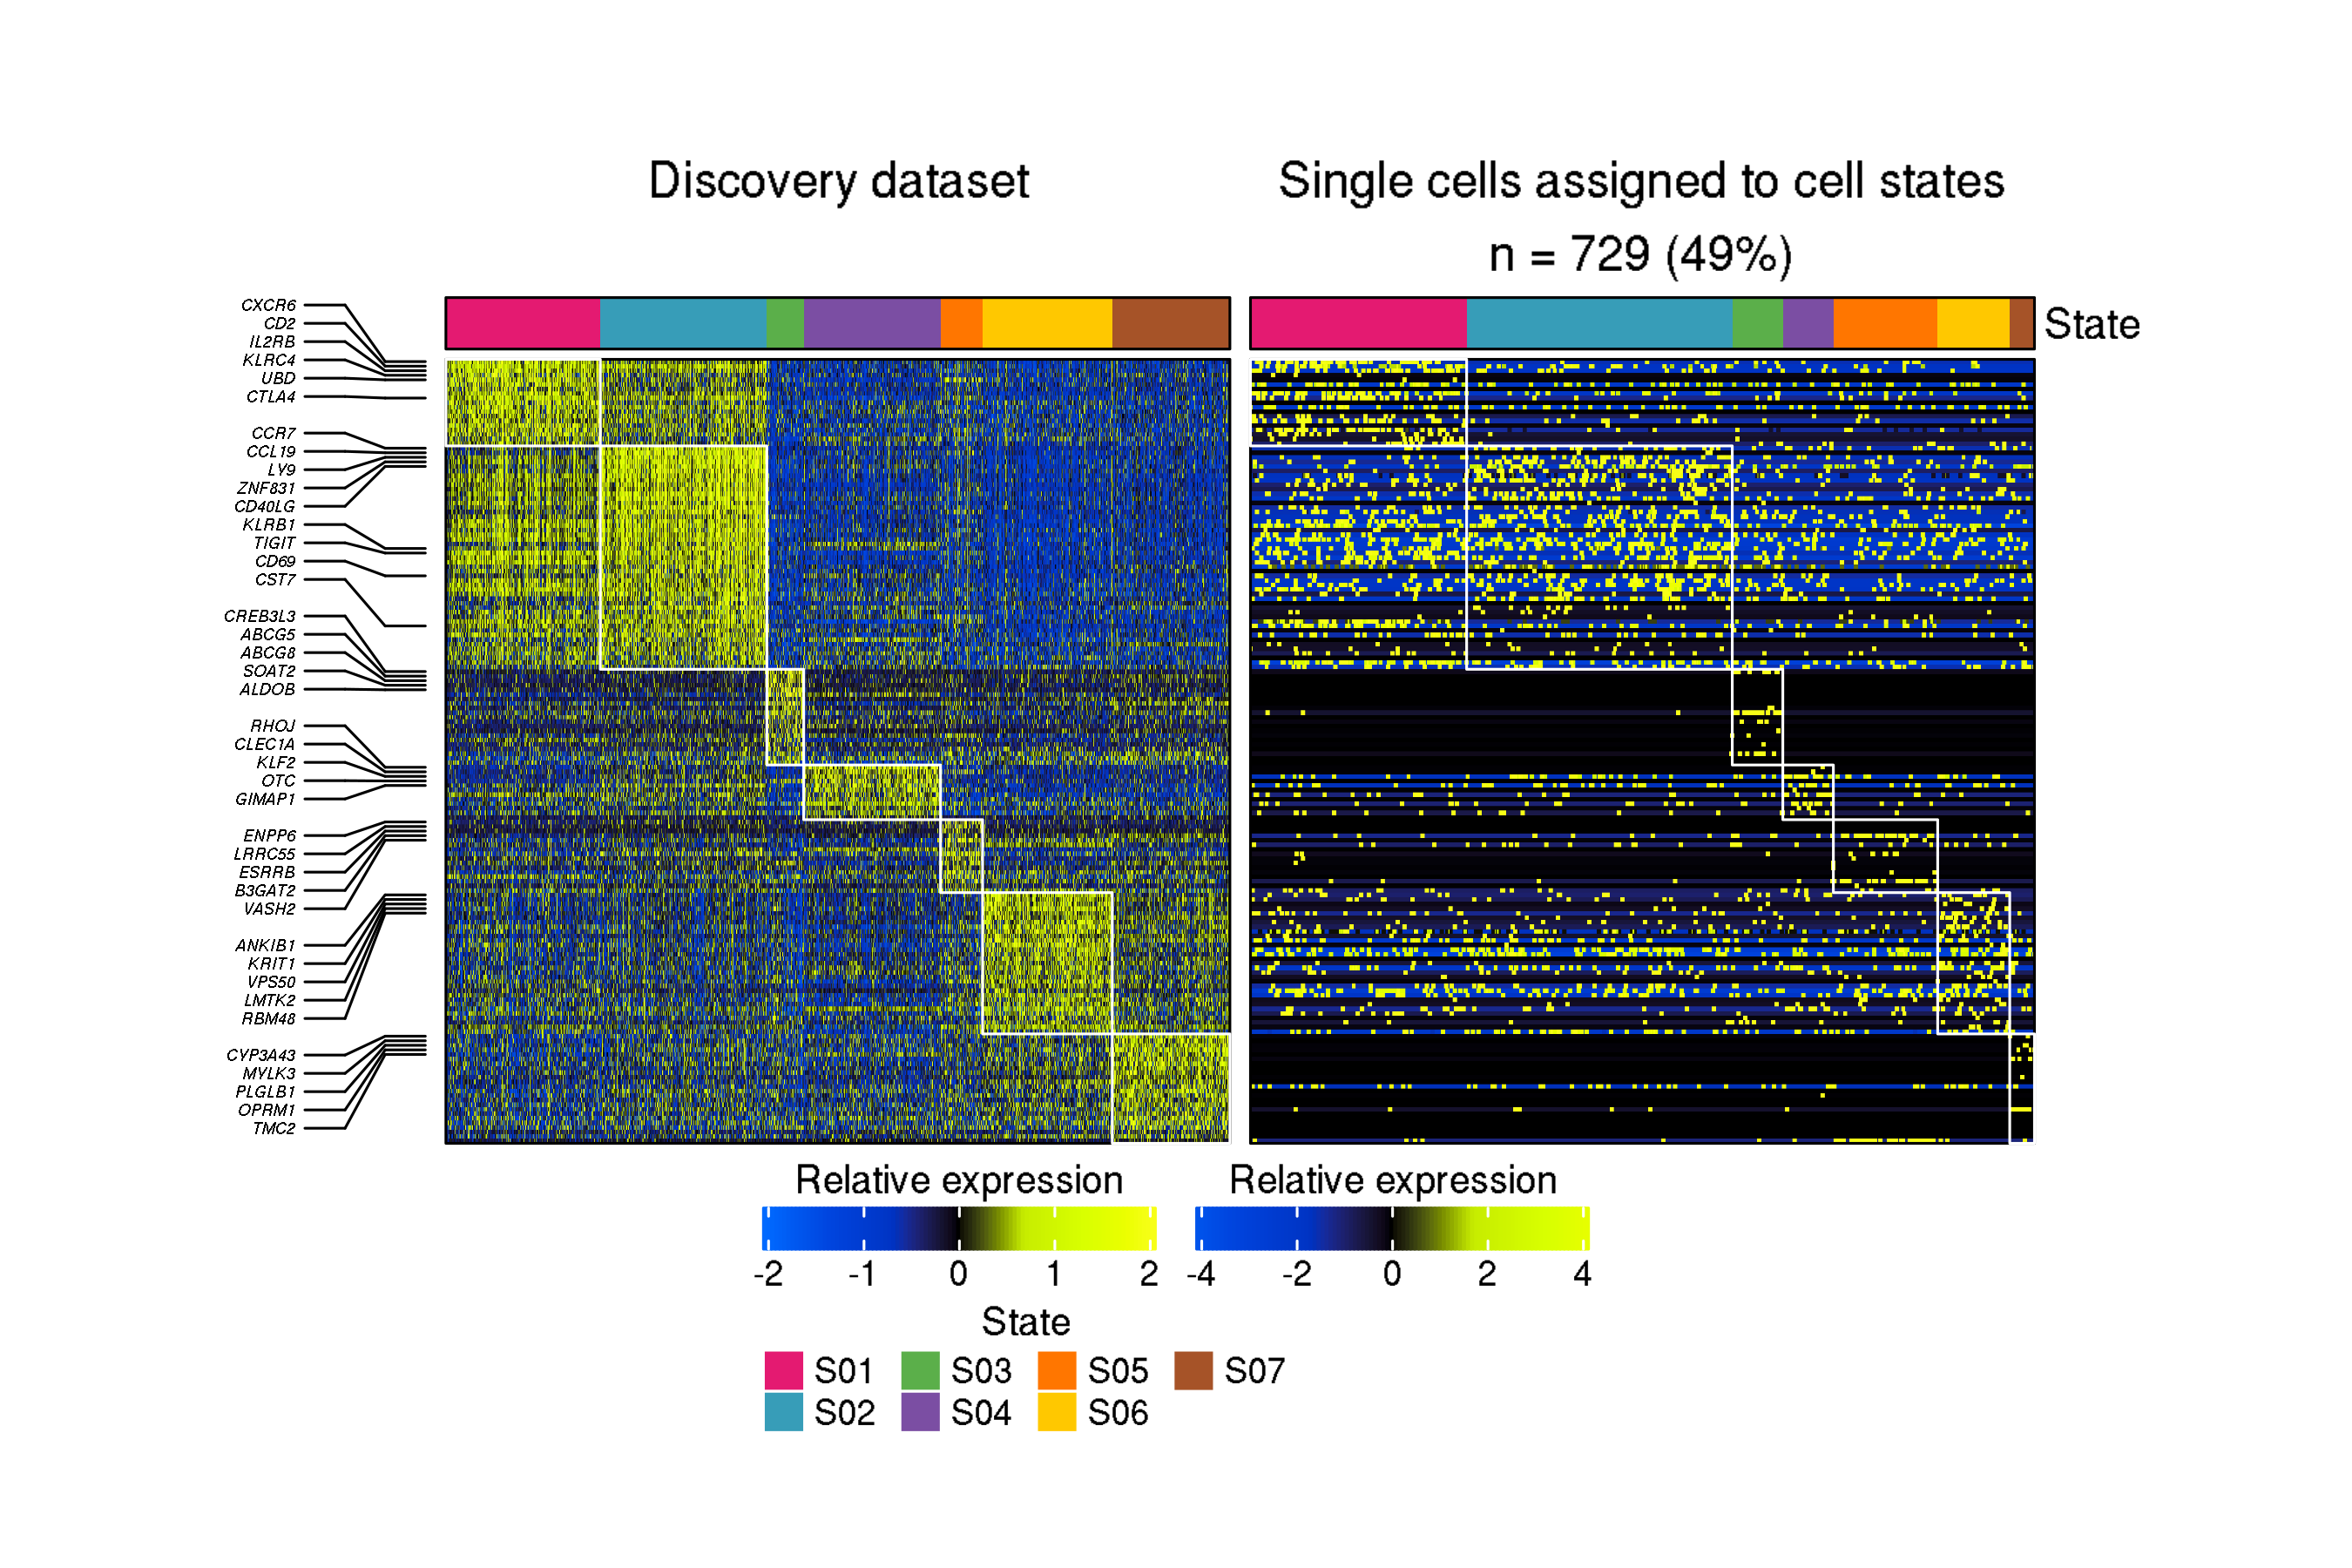 Discovery dataset
Single cells assigned to cell states
n = 729 (49%)
State
CXCR6
CD2
IL2RB
KLRC4
UBD
CTLA4
CCR7
CCL19
LY9
ZNF831
CD40LG
KLRB1
TIGIT
CD69
CST7
CREB3L3
ABCG5
ABCG8
SOAT2
ALDOB
RHOJ
CLEC1A
KLF2
OTC
GIMAP1
ENPP6
LRRC55
ESRRB
B3GAT2
VASH2
ANKIB1
KRIT1
VPS50
LMTK2
RBM48
CYP3A43
MYLK3
PLGLB1
OPRM1
TMC2
Relative expression
-2 -1 0 1 2
Relative expression
-4 -2 0 2 4
State
S01 S03 S05 S07
S02 S04 S06